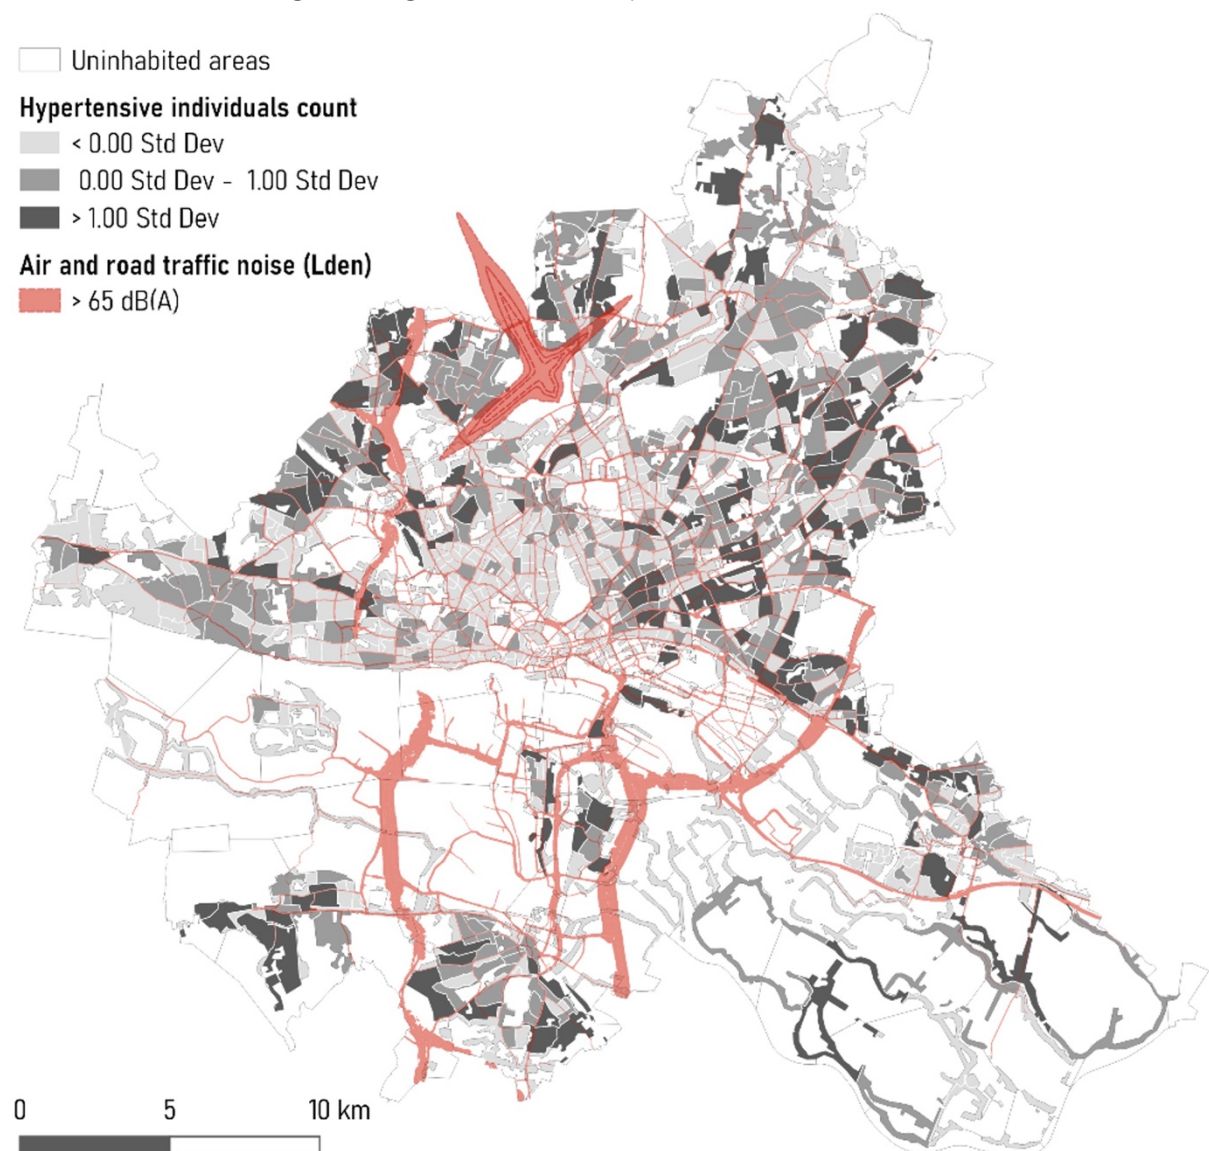 Uninhabited areas
Hypertensive individuals count
< 0.00 Std Dev
0.00 Std Dev - 1.00 Std Dev
> 1.00 Std Dev
Air and road traffic noise (Lden)
> 65 dB(A)
0 5 10 km